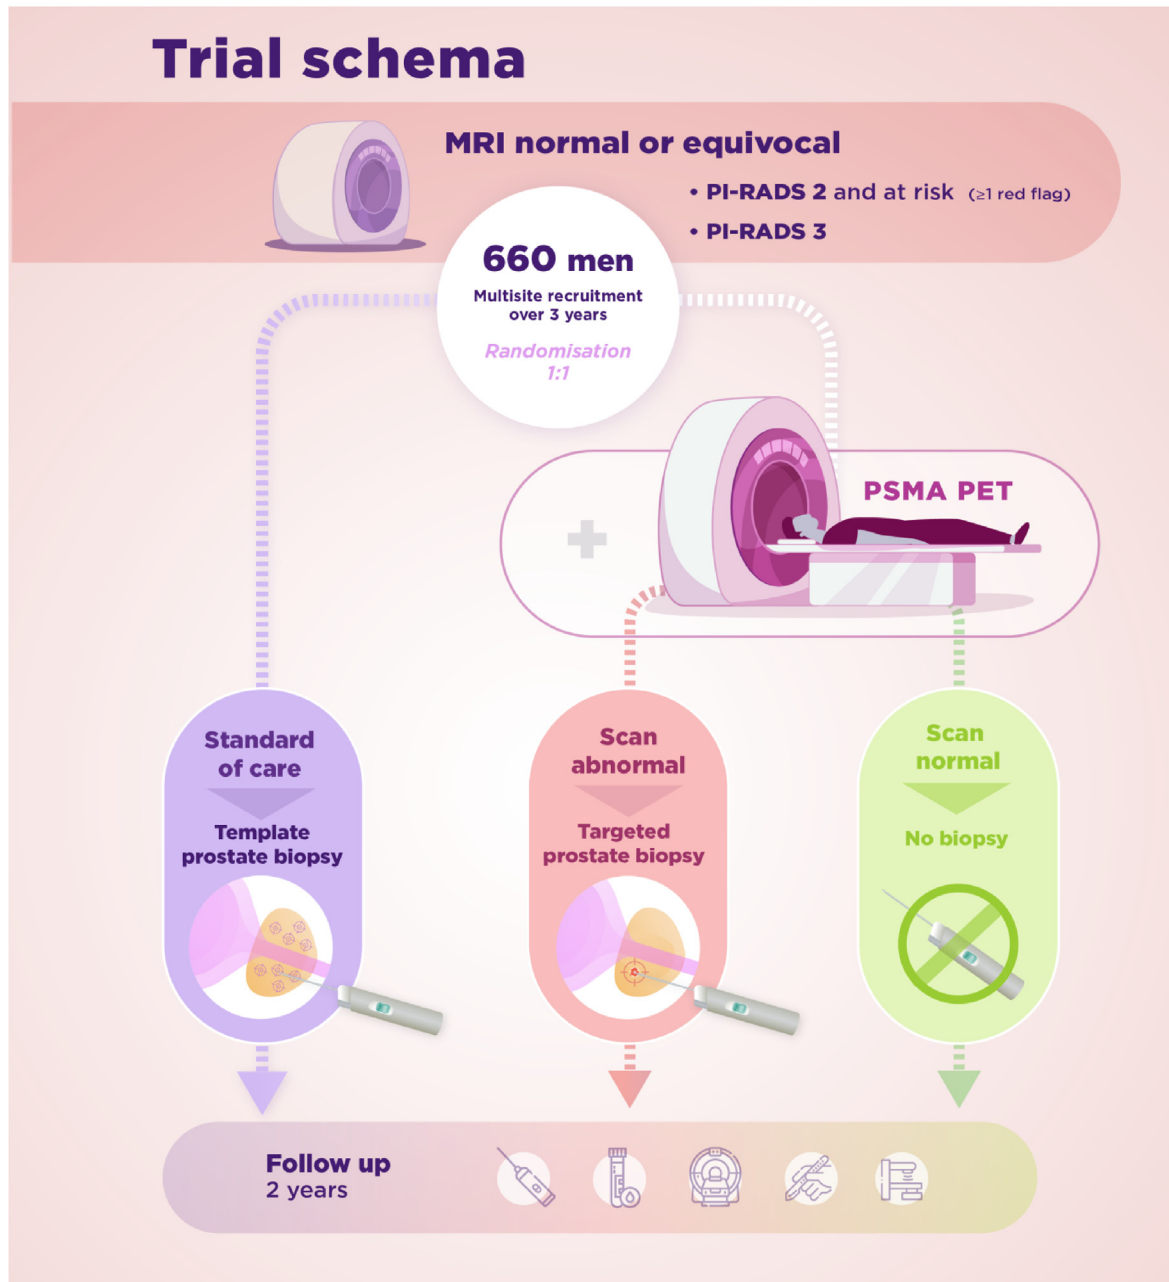 Trial schema
MRI normal or equivocal
• PI-RADS 2 and at risk (≥1 red flag)
• PI-RADS 3
660 men
Multisite recruitment
over 3 years
Randomisation
1:1
PSMA PET
Standard
of care
Template
prostate biopsy
Scan
abnormal
Targeted
prostate biopsy
Scan
normal
No biopsy
Follow up
2 years